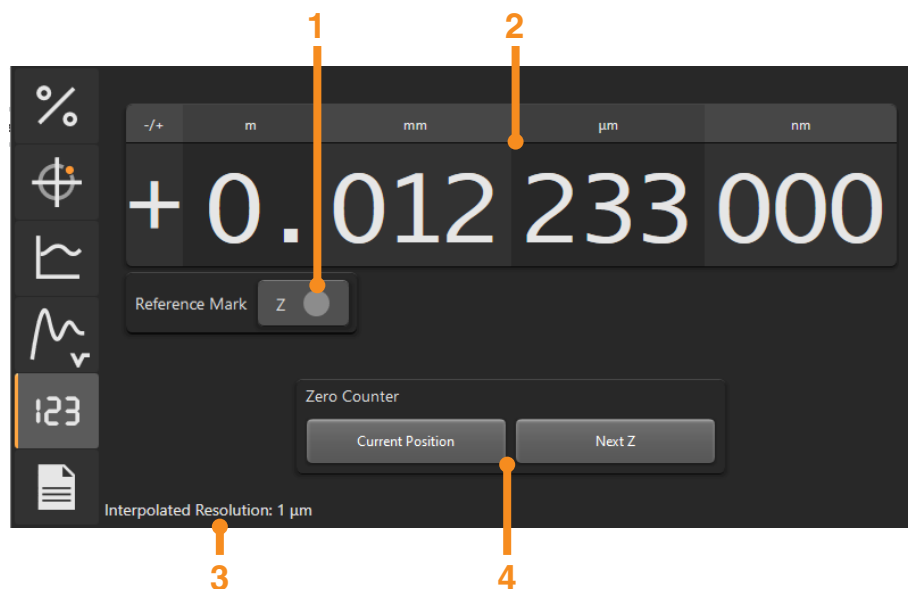 1 2
%
-/+ m mm µm nm
+ 0. 012 233 000
Reference Mark Z
V
123
Zero Counter
Current Position Next Z
Interpolated Resolution: 1 µm
3 4